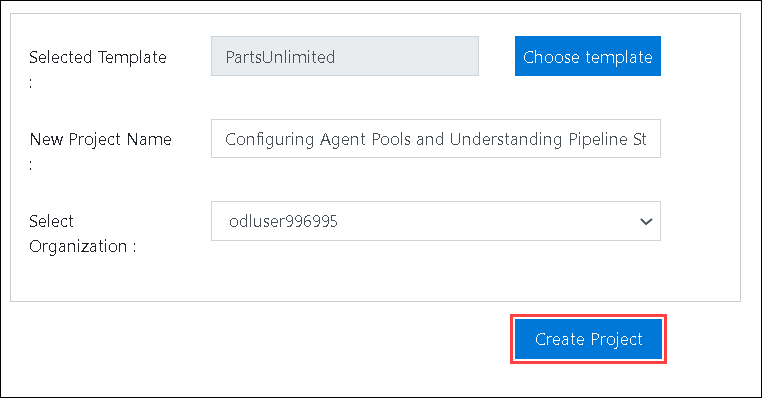 Selected Template PartsUnlimited Choose template
:
New Project Name Configuring Agent Pools and Understanding Pipeline St
:
Select odluser996995
Organization :
Create Project